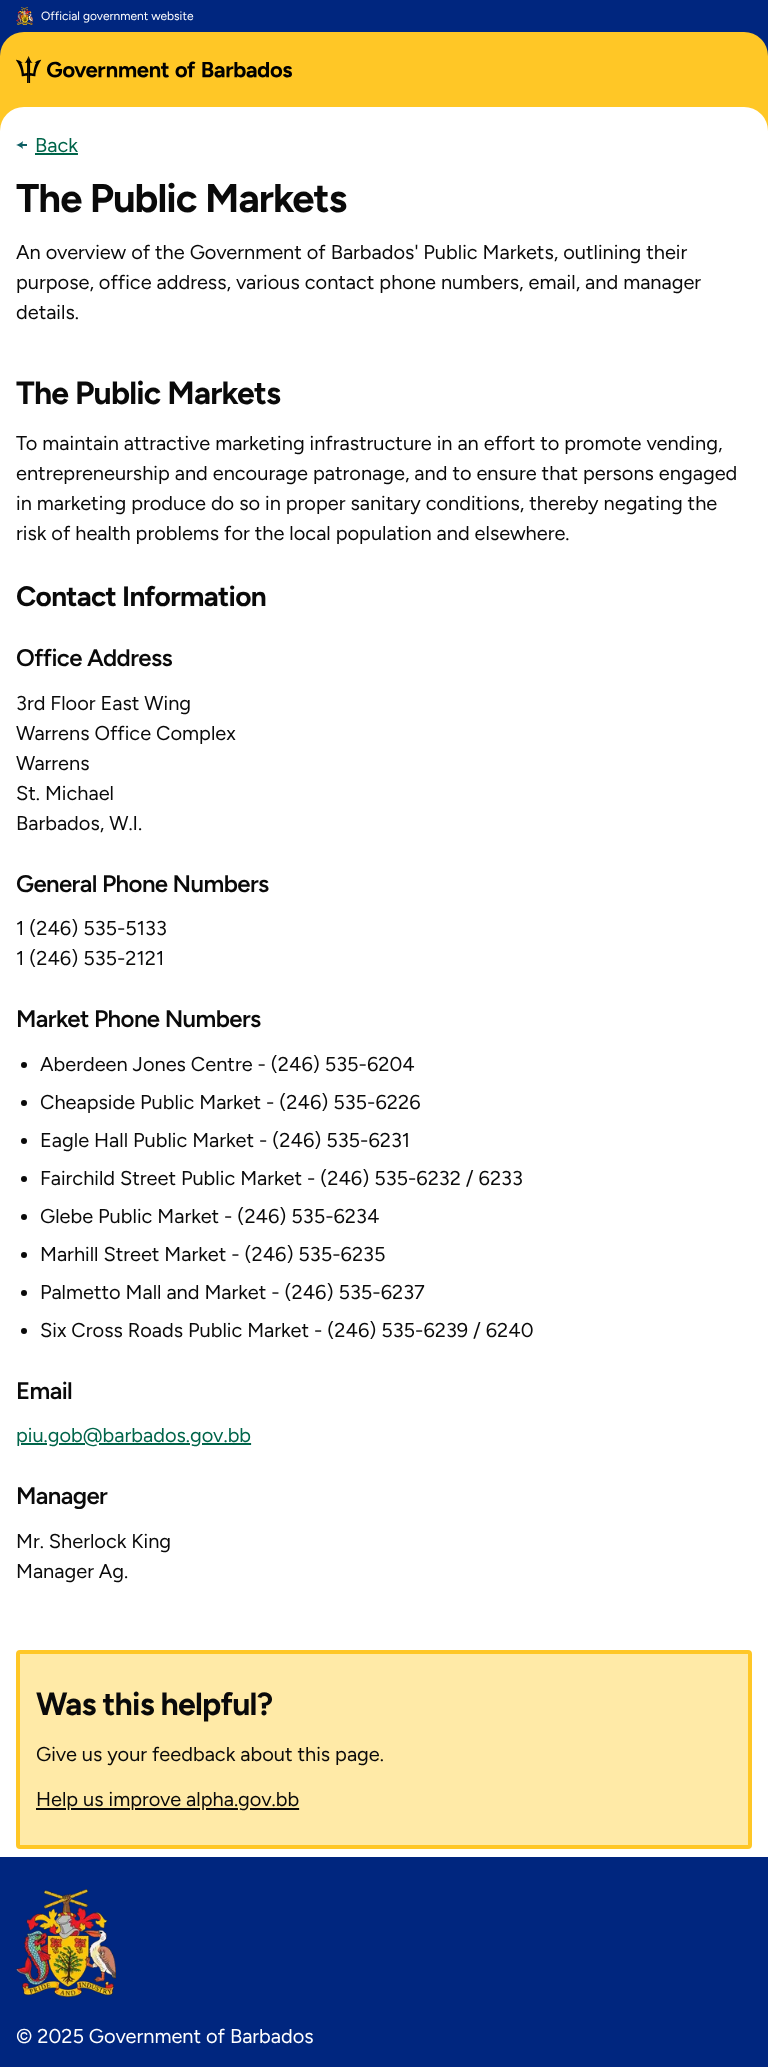 Official government website
Government of Barbados
Back
The Public Markets
An overview of the Government of Barbados' Public Markets, outlining their
purpose, office address, various contact phone numbers, email, and manager
details.
The Public Markets
To maintain attractive marketing infrastructure in an effort to promote vending,
entrepreneurship and encourage patronage, and to ensure that persons engaged
in marketing produce do so in proper sanitary conditions, thereby negating the
risk of health problems for the local population and elsewhere.
Contact Information
Office Address
3rd Floor East Wing
Warrens Office Complex
Warrens
St. Michael
Barbados, W.I.
General Phone Numbers
1 (246) 535-5133
1 (246) 535-2121
Market Phone Numbers
• Aberdeen Jones Centre - (246) 535-6204
• Cheapside Public Market - (246) 535-6226
• Eagle Hall Public Market - (246) 535-6231
• Fairchild Street Public Market - (246) 535-6232 / 6233
• Glebe Public Market - (246) 535-6234
• Marhill Street Market - (246) 535-6235
• Palmetto Mall and Market - (246) 535-6237
• Six Cross Roads Public Market - (246) 535-6239 / 6240
Email
piu.gob@barbados.gov.bb
Manager
Mr. Sherlock King
Manager Ag.
Was this helpful?
Give us your feedback about this page.
Help us improve alpha.gov.bb
PRIDE AND INDUSTRY
© 2025 Government of Barbados